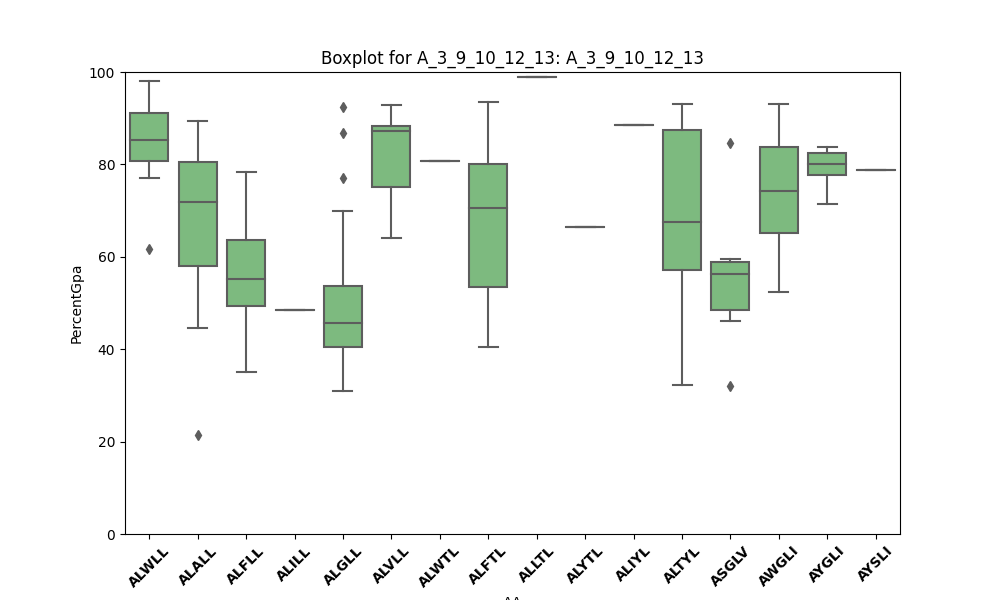 Boxplot for A_3_9_10_12_13: A_3_9_10_12_13
100
80
60
40
20
0
PercentGpa
ALWLL
ALALL
ALFLL
ALILL
ALGLL
ALVLL
ALWTL
ALFTL
ALLTL
ALYTL
ALIYL
ALTYL
ASGLV
AWGLI
AYGLI
AYSLI
AA